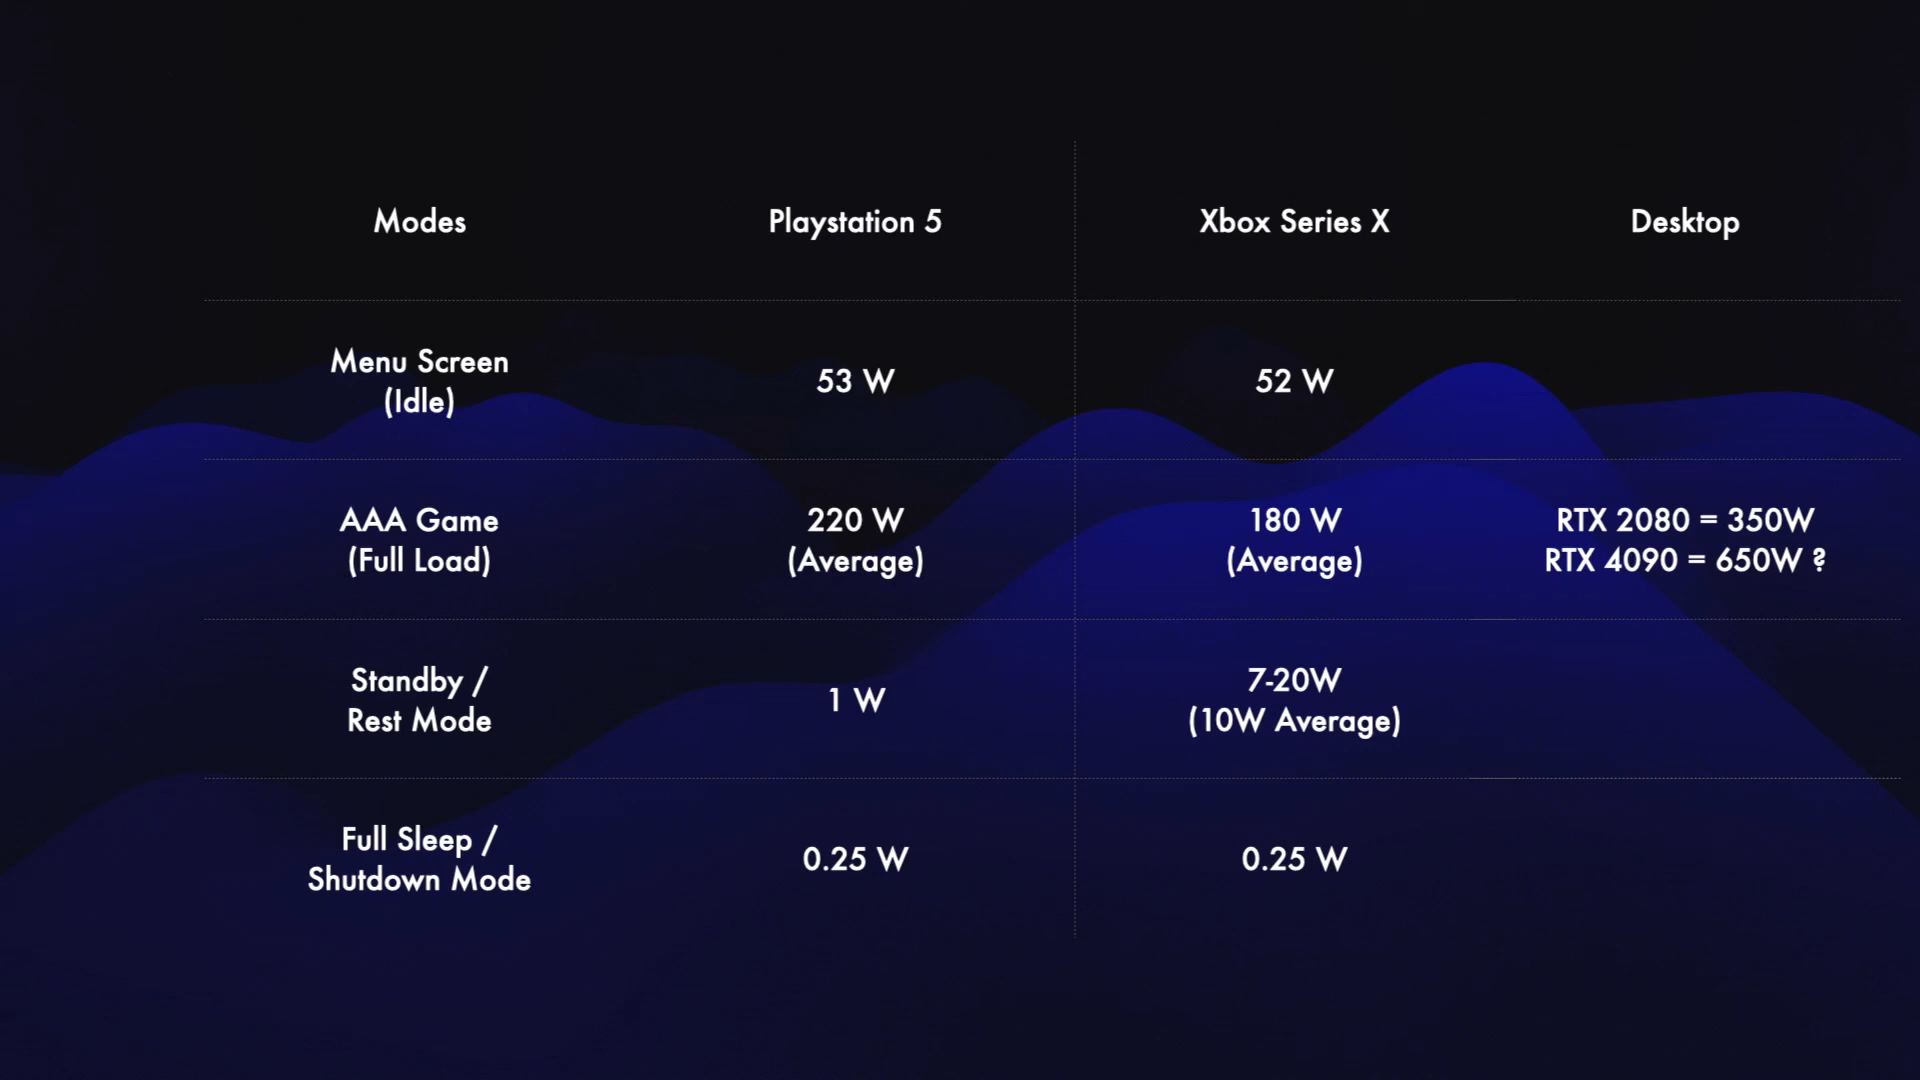 Modes
Playstation 5
Xbox Series X
Desktop
Menu Screen
(Idle)
53 W
52 W
AAA Game
(Full Load)
220 W
(Average)
180 W
(Average)
RTX 2080 = 350W
RTX 4090 = 650W ?
Standby /
Rest Mode
1 W
7-20W
(10W Average)
Full Sleep /
Shutdown Mode
0.25 W
0.25 W